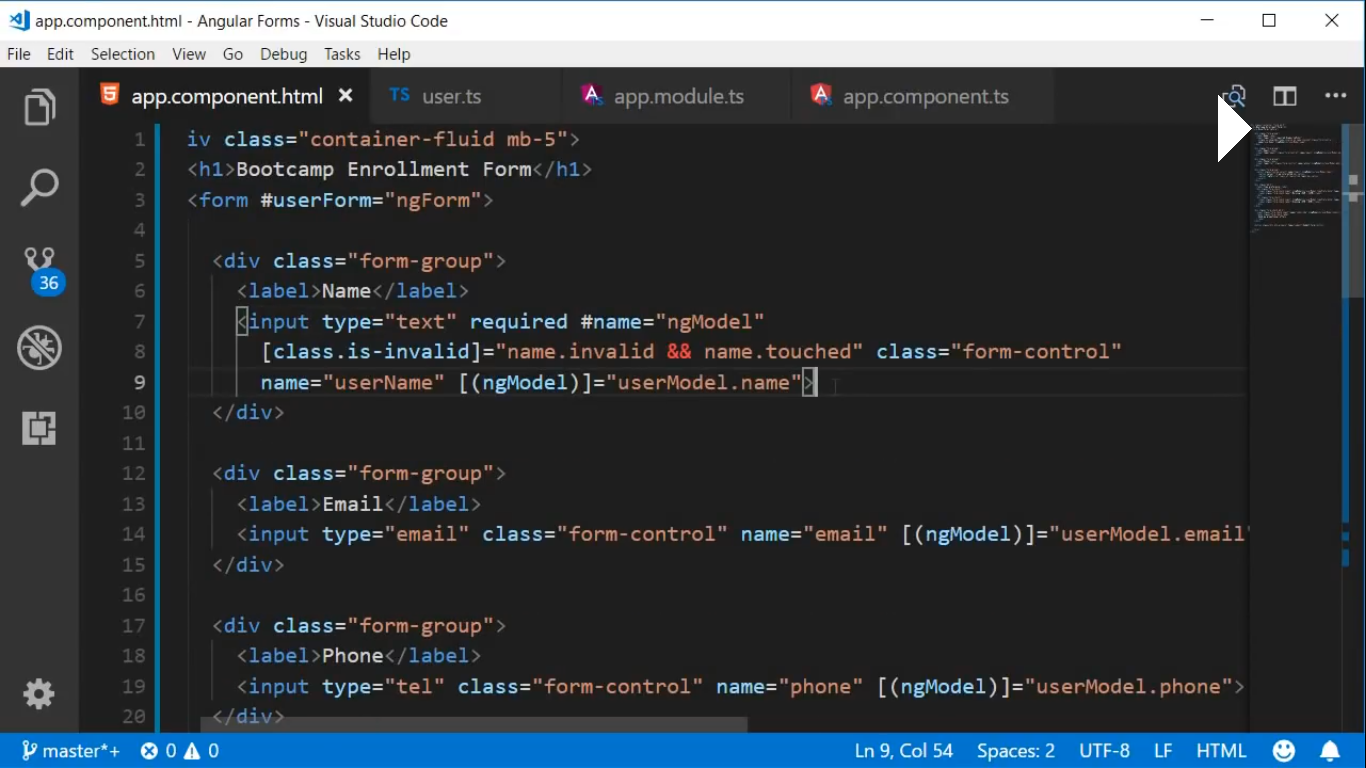 app.component.html - Angular Forms - Visual Studio Code
File Edit Selection View Go Debug Tasks Help
app.component.html TS user.ts app.module.ts app.component.ts
1 iv class="container-fluid mb-5">
2 <h1>Bootcamp Enrollment Form</h1>
3 <form #userForm="ngForm">
4
5 <div class="form-group">
6 <label>Name</label>
7 <input type="text" required #name="ngModel"
8 [class.is-invalid]="name.invalid && name.touched" class="form-control"
9 name="userName" [(ngModel)]="userModel.name">
10 </div>
11
12 <div class="form-group">
13 <label>Email</label>
14 <input type="email" class="form-control" name="email" [(ngModel)]="userModel.email"
15 </div>
16
17 <div class="form-group">
18 <label>Phone</label>
19 <input type="tel" class="form-control" name="phone" [(ngModel)]="userModel.phone">
20 </div>
36
master*+ 0 0 Ln 9, Col 54 Spaces: 2 UTF-8 LF HTML